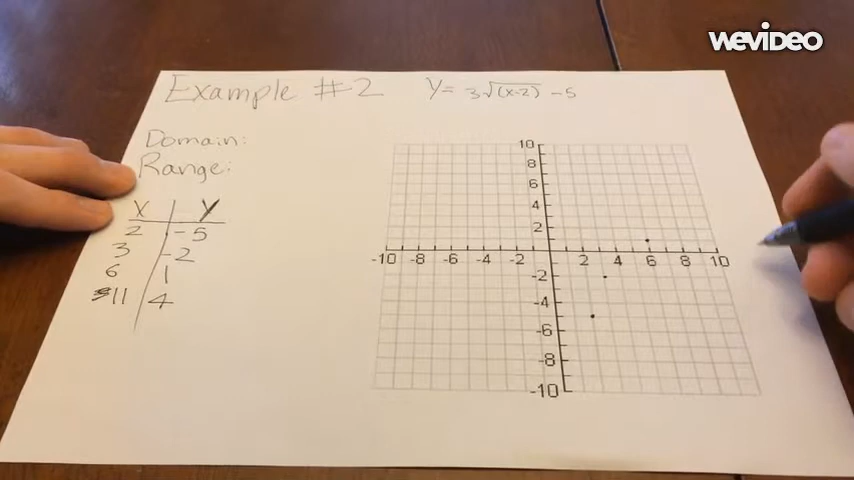 wevideo
Example #2
Y= 3√(x-2) -5
Domain:
Range:
X Y
2 -5
3 -2
6 1
11 4
10
8
6
4
2
-10 -8 -6 -4 -2 2 4 6 8 10
-2
-4
-6
-8
-10